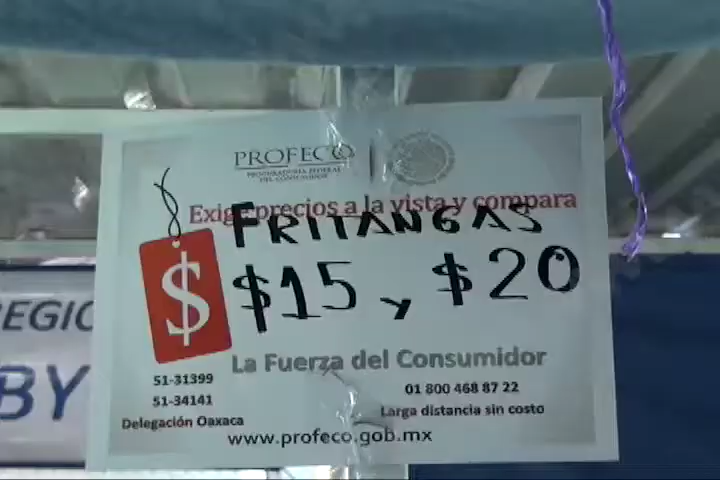 PROFECO
PROCURADURÍA FEDERAL
DEL CONSUMIDOR
Exige precios a la vista y compara
FRITANGAS
$
$15 y $20
La Fuerza del Consumidor
51-31399
51-34141
Delegación Oaxaca
01 800 468 87 22
Larga distancia sin costo
www.profeco.gob.mx
EGIO
BY